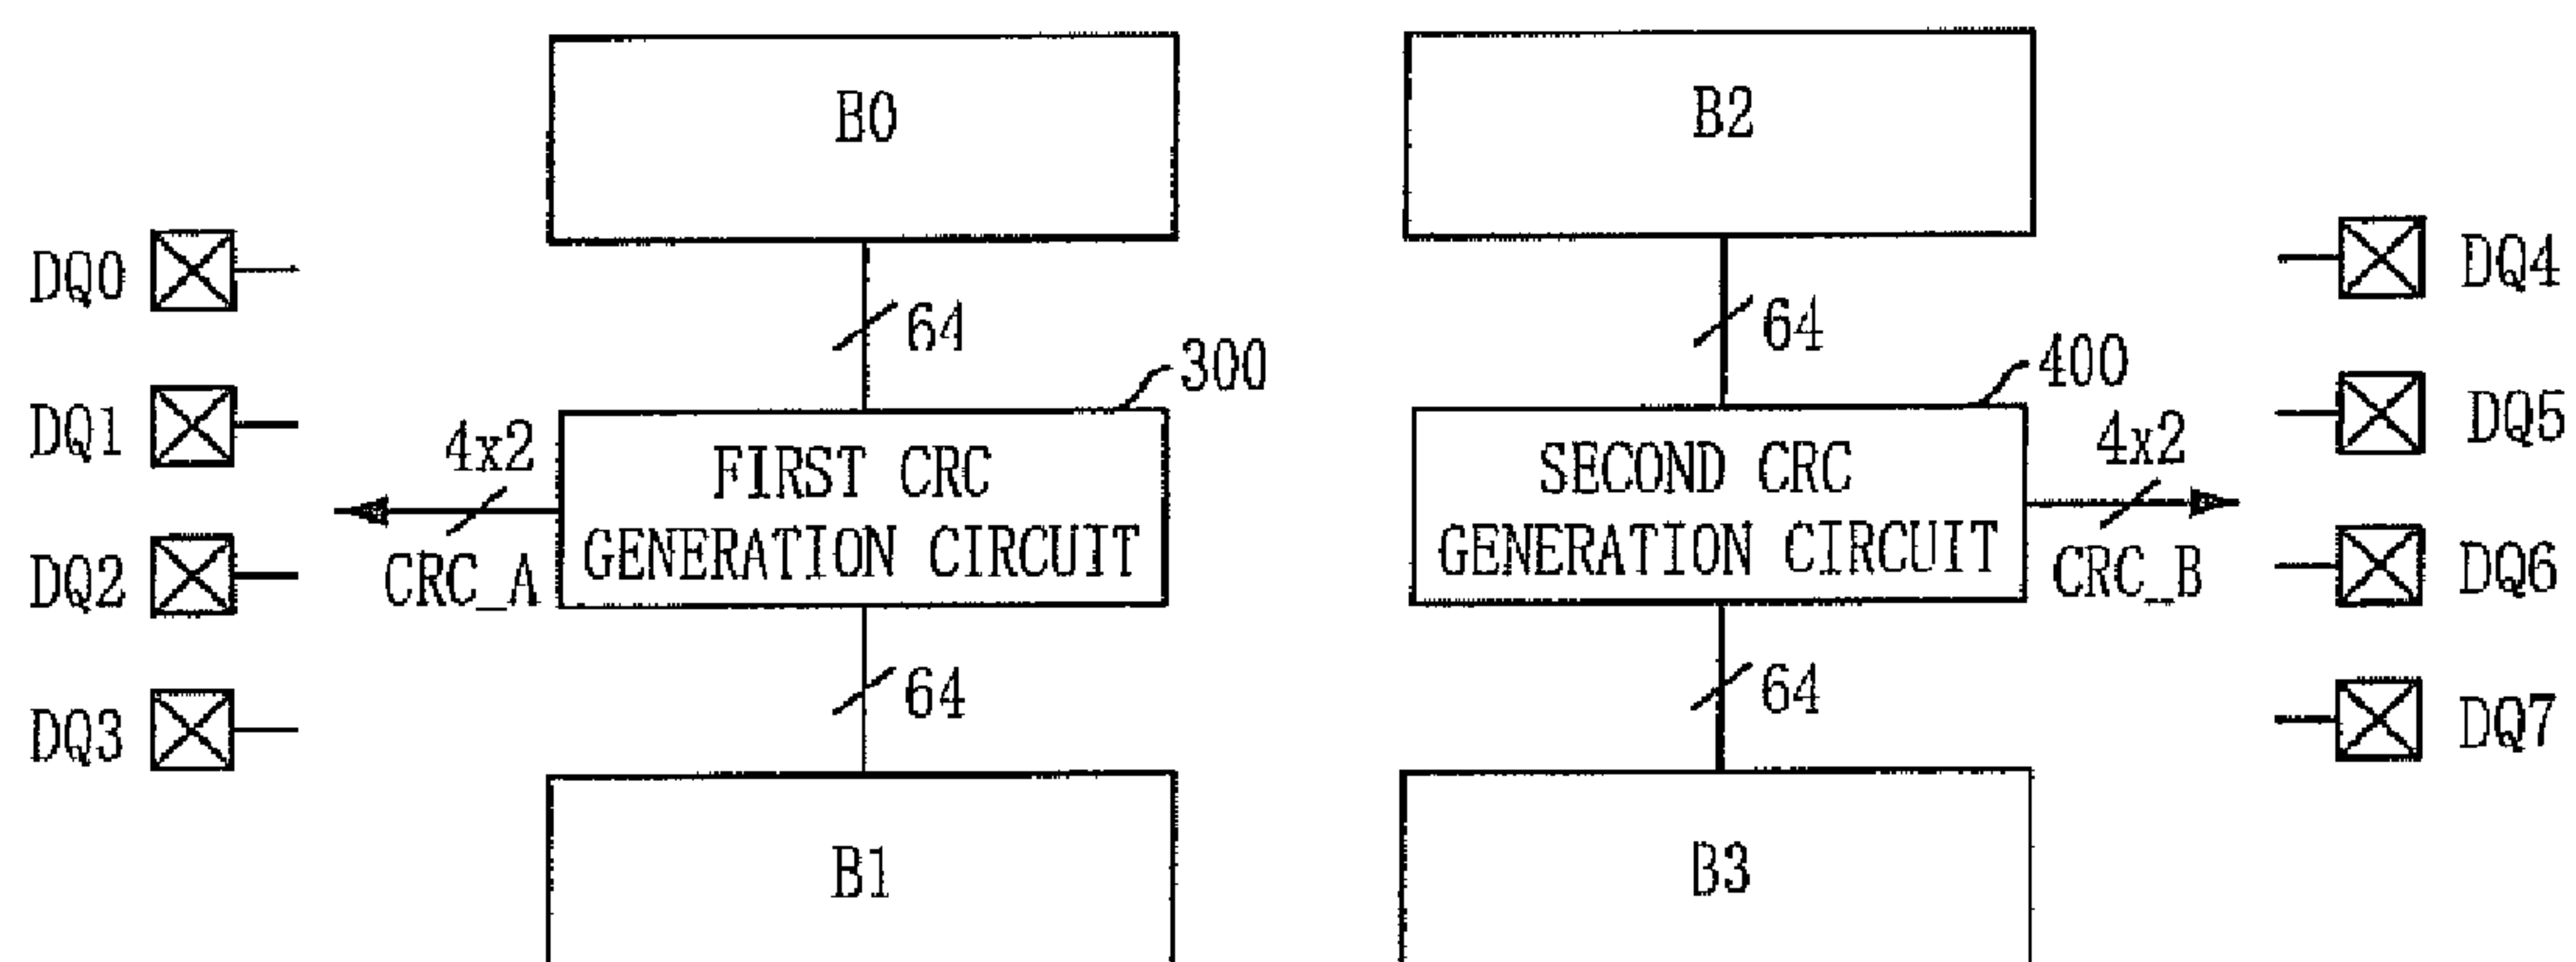 B0
B2
DQ0
DQ4
64
64
300
400
DQ1
DQ5
4x2
FIRST CRC
GENERATION CIRCUIT
SECOND CRC
GENERATION CIRCUIT
4x2
CRC_A
CRC_B
DQ2
DQ6
64
64
DQ3
DQ7
B1
B3